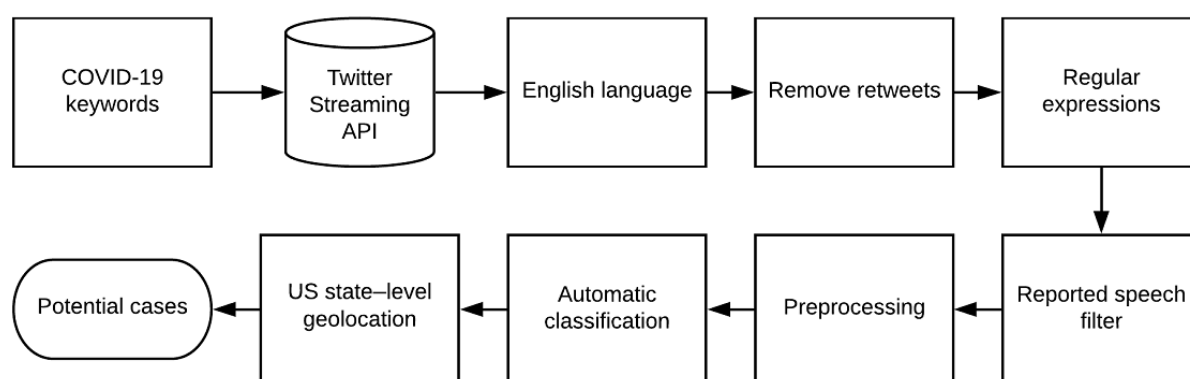 COVID-19
keywords
Twitter
Streaming
API
English language
Remove retweets
Regular
expressions
Reported speech
filter
Preprocessing
Automatic
classification
US state–level
geolocation
Potential cases